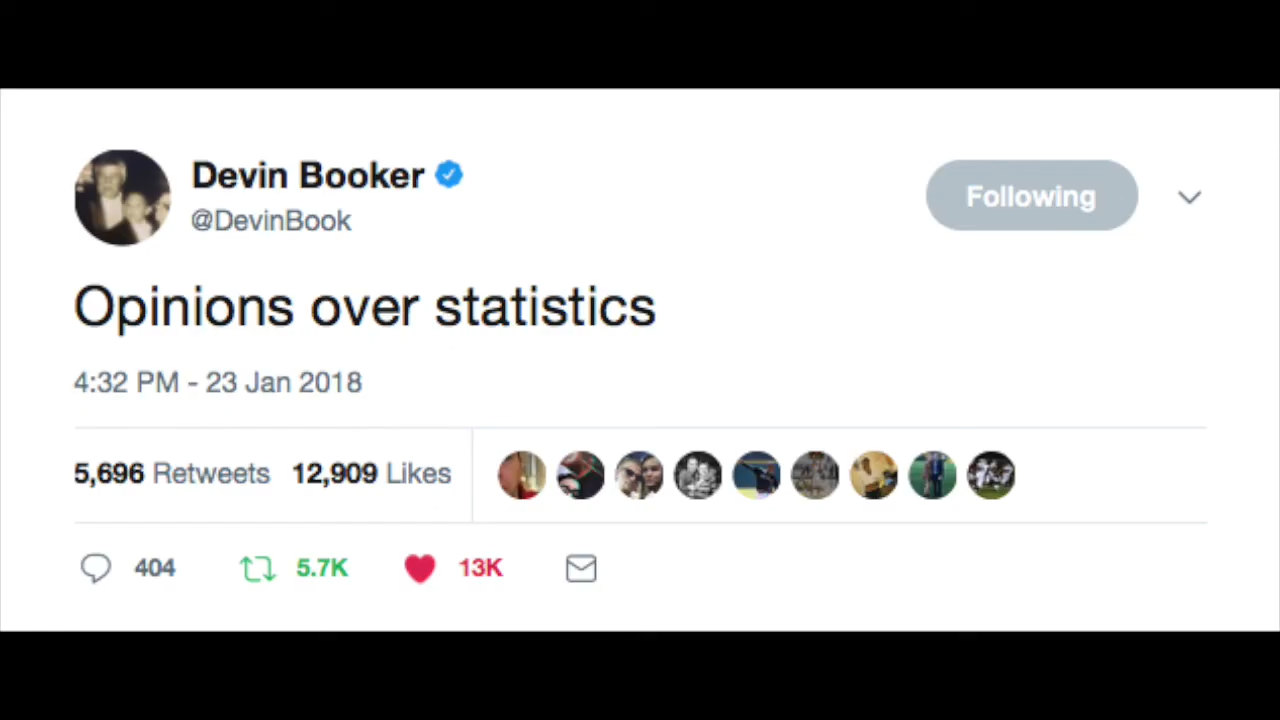 Devin Booker
@DevinBook
Following
Opinions over statistics
4:32 PM - 23 Jan 2018
5,696 Retweets 12,909 Likes
404 5.7K 13K